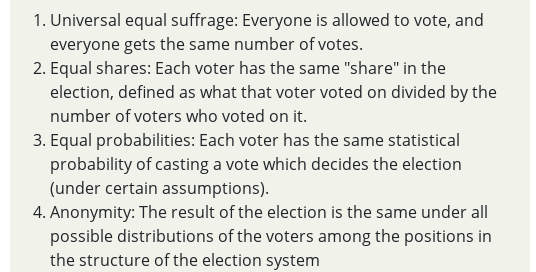 1. Universal equal suffrage: Everyone is allowed to vote, and
everyone gets the same number of votes.
2. Equal shares: Each voter has the same "share" in the
election, defined as what that voter voted on divided by the
number of voters who voted on it.
3. Equal probabilities: Each voter has the same statistical
probability of casting a vote which decides the election
(under certain assumptions).
4. Anonymity: The result of the election is the same under all
possible distributions of the voters among the positions in
the structure of the election system